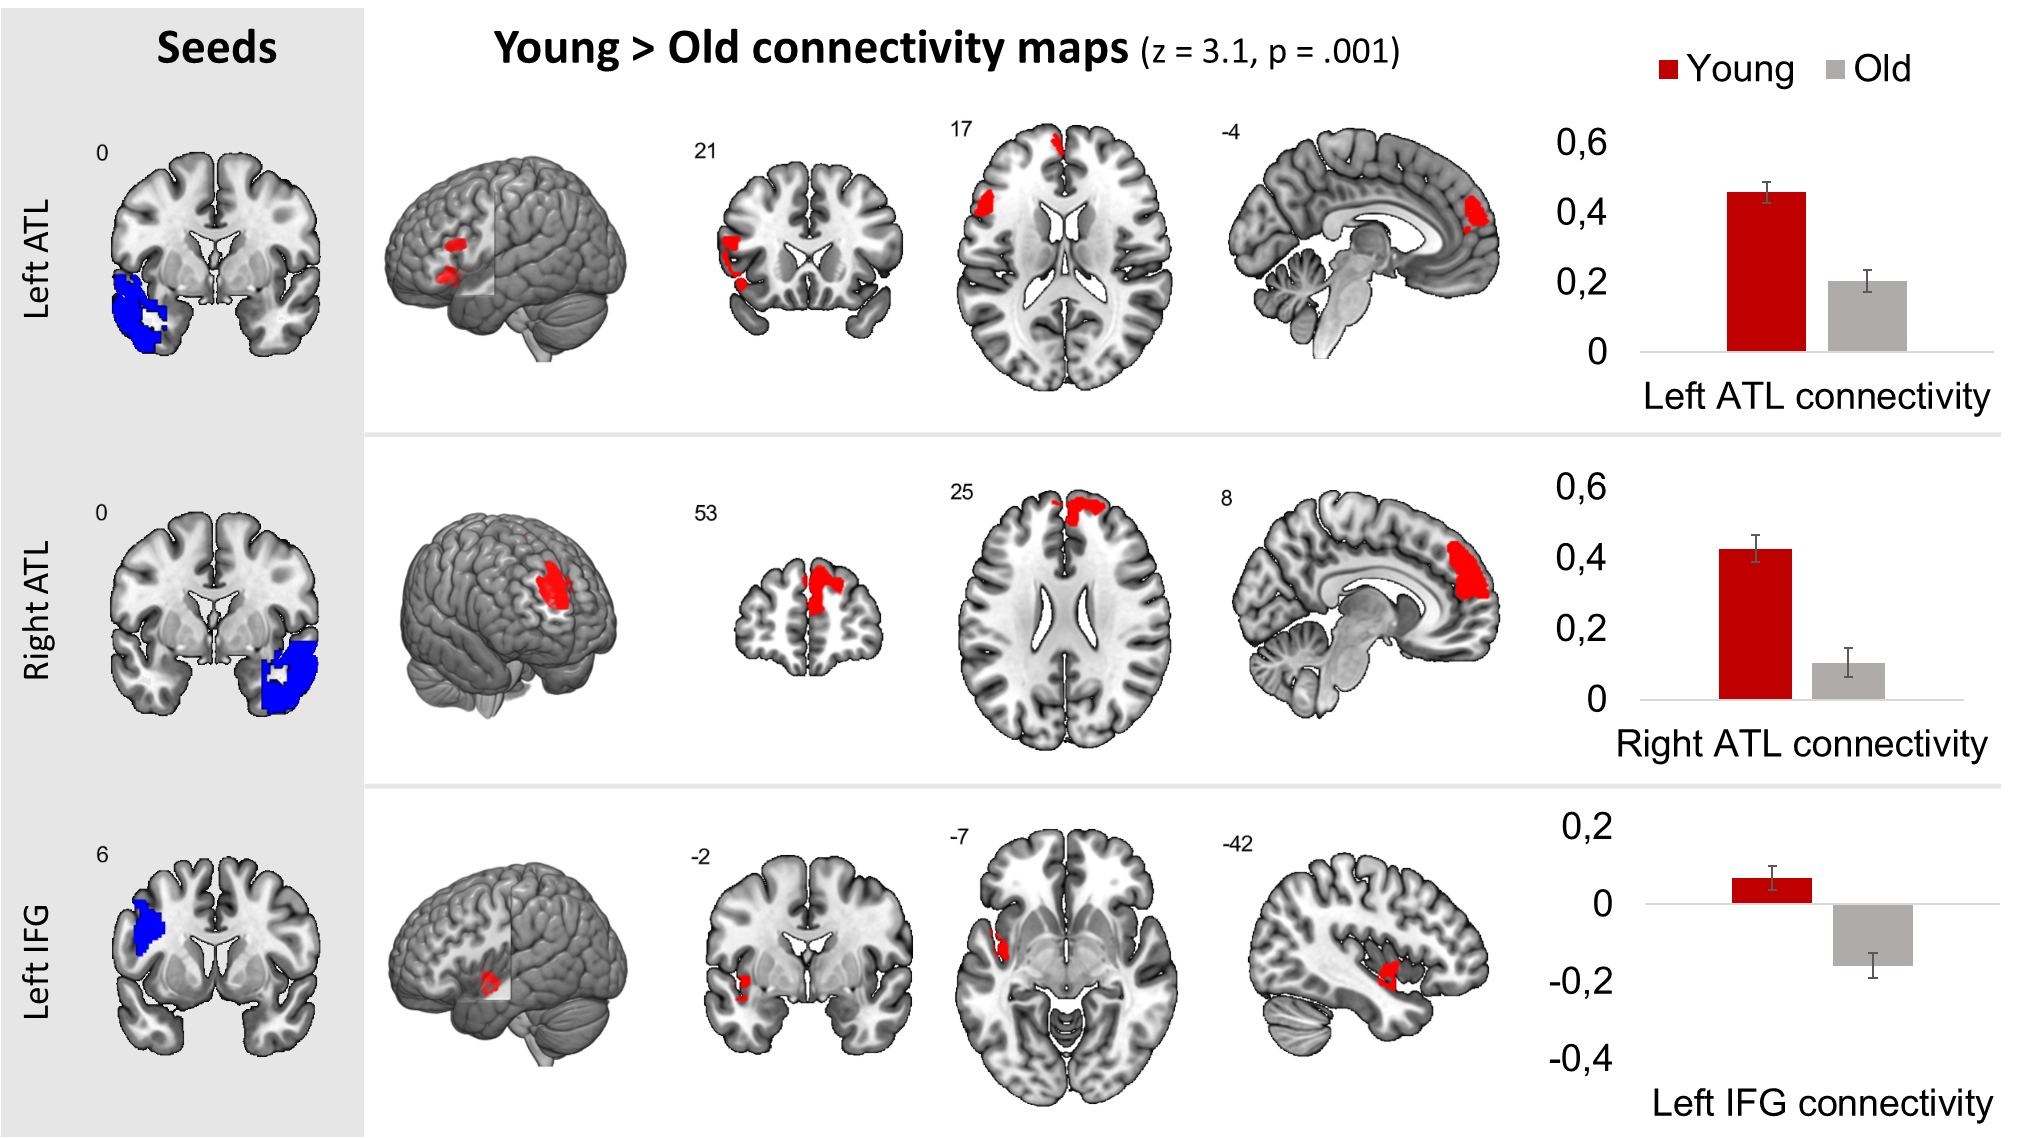 Seeds
Young > Old connectivity maps (z = 3.1, p = .001)
Young Old
Left ATL
0
21
17
-4
0,6
0,4
0,2
0
Left ATL connectivity
Right ATL
0
53
25
8
0,6
0,4
0,2
0
Right ATL connectivity
Left IFG
6
-2
-7
-42
0,2
0
-0,2
-0,4
Left IFG connectivity